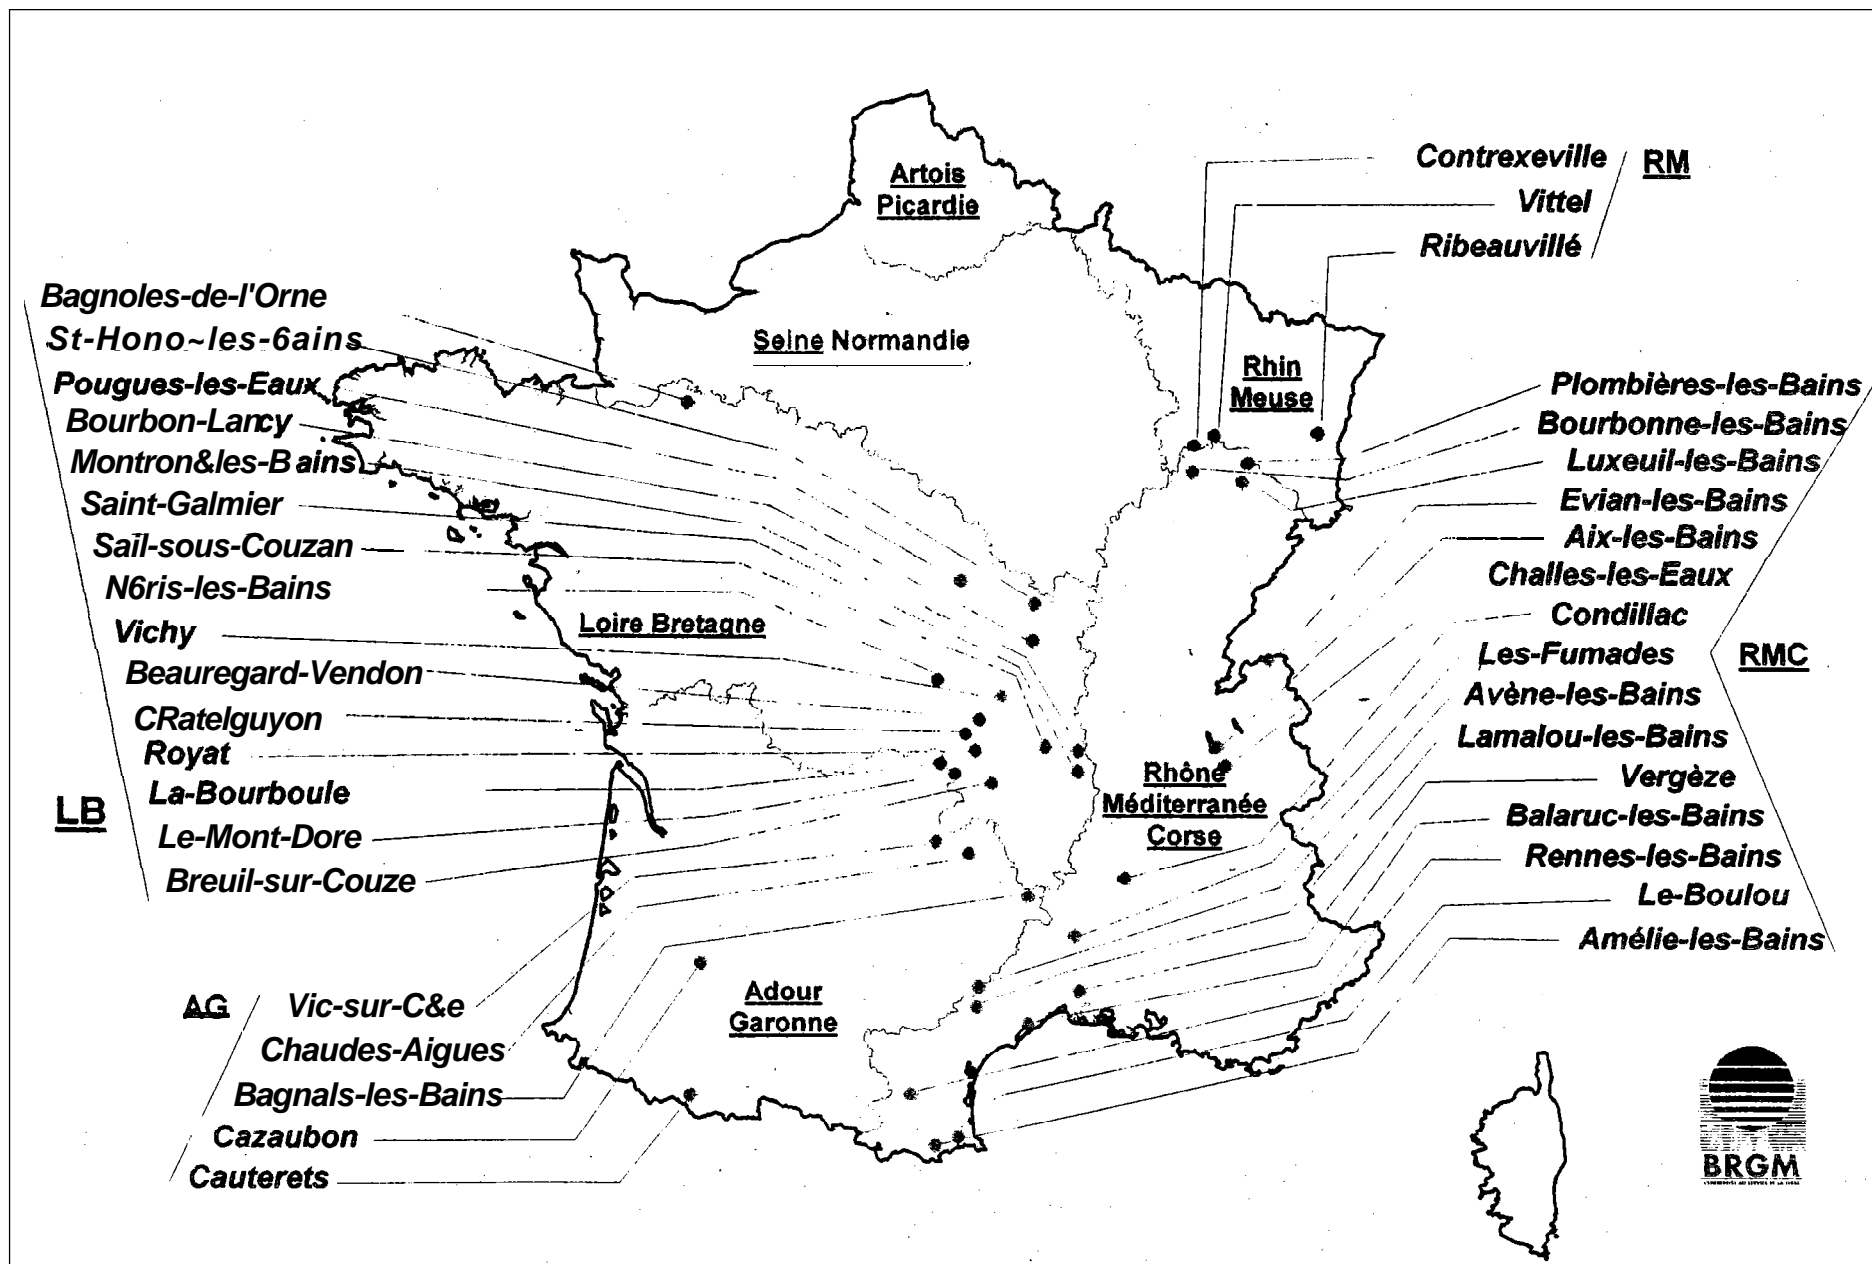 Contrexeville
RM
Vittel
Ribeauvillé
Artois
Picardie
Bagnoles-de-l'Orne
St-Hono~les-6ains
Pougues-les-Eaux
Bourbon-Lancy
Montron&les-Bains
Saint-Galmier
Saïl-sous-Couzan
N6ris-les-Bains
Vichy
Beauregard-Vendon
CRatelguyon
Royat
La-Bourboule
LB
Le-Mont-Dore
Breuil-sur-Couze
Seine Normandie
Rhin
Meuse
Loire Bretagne
Plombières-les-Bains
Bourbonne-les-Bains
Luxeuil-les-Bains
Evian-les-Bains
Aix-les-Bains
Challes-les-Eaux
Condillac
Les-Fumades
RMC
Avène-les-Bains
Lamalou-les-Bains
Vergèze
Balaruc-les-Bains
Rennes-les-Bains
Le-Boulou
Amélie-les-Bains
Rhône
Méditerranée
Corse
Adour
Garonne
AG
Vic-sur-C&e
Chaudes-Aigues
Bagnals-les-Bains
Cazaubon
Cauterets
BRGM